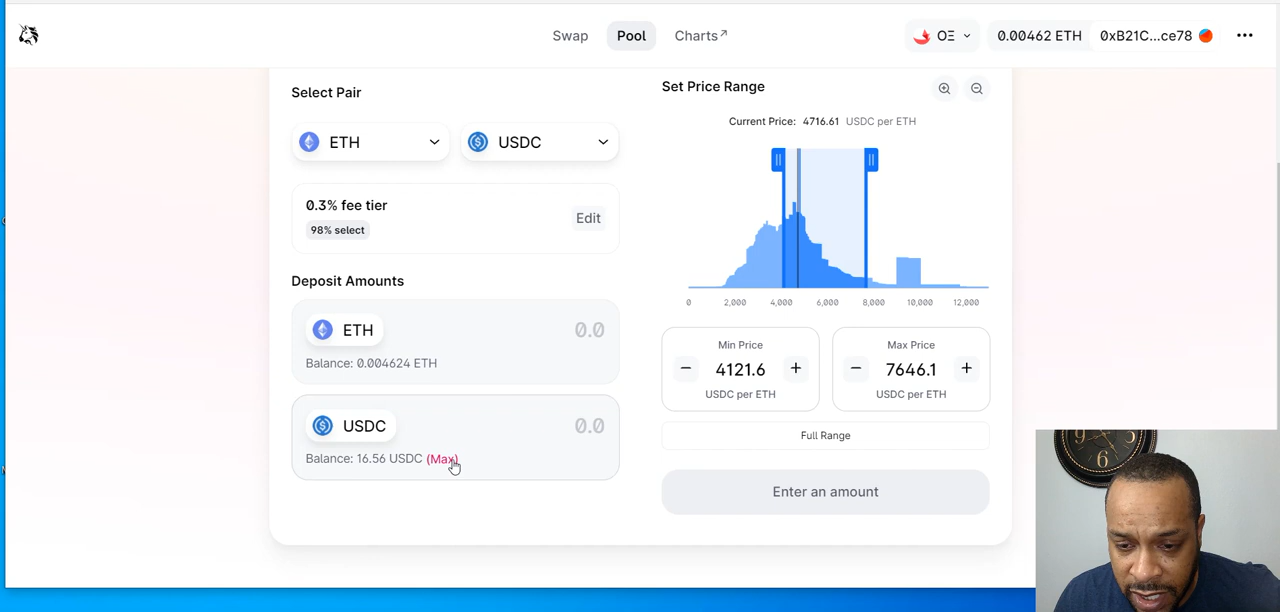 Swap
Pool
Charts↗
OΞ
0.00462 ETH
0xB21C...ce78
Select Pair
ETH
USDC
0.3% fee tier
98% select
Edit
Deposit Amounts
ETH
0.0
Balance: 0.004624 ETH
USDC
0.0
Balance: 16.56 USDC (Max)
Set Price Range
Current Price: 4716.61 USDC per ETH
0 2,000 4,000 6,000 8,000 10,000 12,000
Min Price
4121.6
USDC per ETH
Max Price
7646.1
USDC per ETH
Full Range
Enter an amount
6